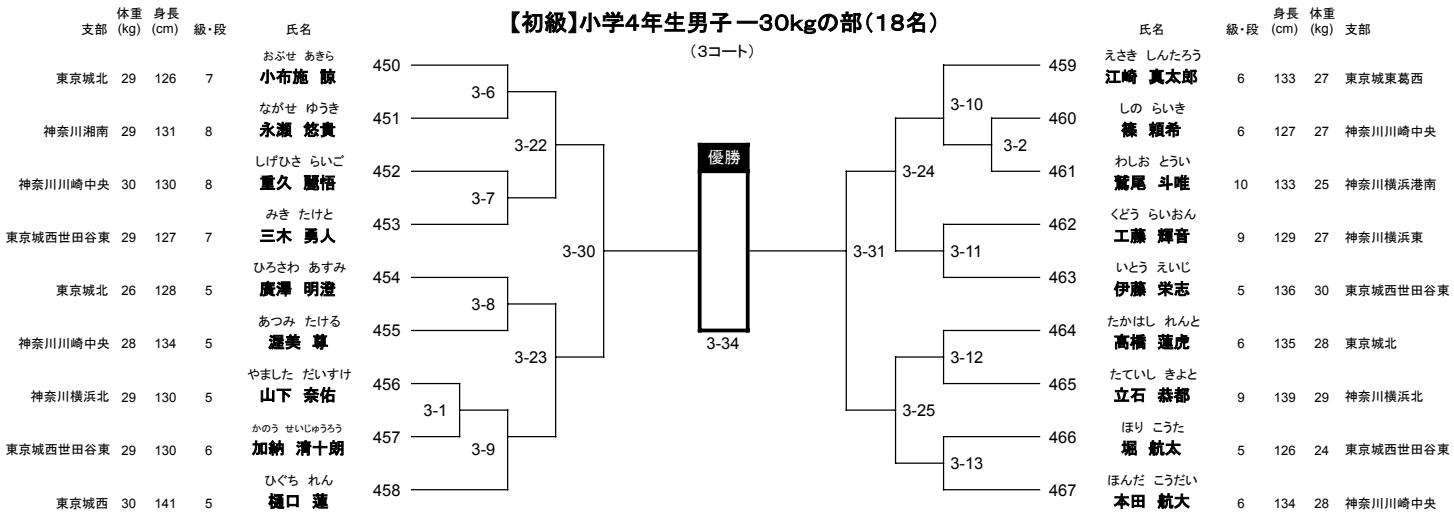 【初級】小学4年生男子 ―30kgの部(18名)
(3コート)
支部 体重(kg) 身長(cm) 級・段 氏名
おぶせ あきら
東京城北 29 126 7 小布施 諒 450
ながせ ゆうき
神奈川湘南 29 131 8 永瀬 悠貴 451
しげひさ らいご
神奈川川崎中央 30 130 8 重久 麗悟 452
みき たけと
東京城西世田谷東 29 127 7 三木 勇人 453
ひろさわ あすみ
東京城北 26 128 5 廣澤 明澄 454
あつみ たける
神奈川川崎中央 28 134 5 渥美 尊 455
やました だいすけ
神奈川横浜北 29 130 5 山下 奈佑 456
かのう せいじゅうろう
東京城西世田谷東 29 130 6 加納 清十朗 457
ひぐち れん
東京城西 30 141 5 樋口 蓮 458
3-6
3-22
3-7
3-30
3-8
3-23
3-1
3-9
優勝
3-34
3-10
3-2
3-24
3-11
3-31
3-12
3-25
3-13
氏名 級・段 身長(cm) 体重(kg) 支部
えさき しんたろう
459 江崎 真太郎 6 133 27 東京城東葛西
しの らいき
460 篠 頼希 6 127 27 神奈川川崎中央
わしお とうい
461 鷲尾 斗唯 10 133 25 神奈川横浜港南
くどう らいおん
462 工藤 輝音 9 129 27 神奈川横浜東
いとう えいじ
463 伊藤 栄志 5 136 30 東京城西世田谷東
たかはし れんと
464 高橋 蓮虎 6 135 28 東京城北
たていし きよと
465 立石 恭都 9 139 29 神奈川横浜北
ほり こうた
466 堀 航太 5 126 24 東京城西世田谷東
ほんだ こうだい
467 本田 航大 6 134 28 神奈川川崎中央